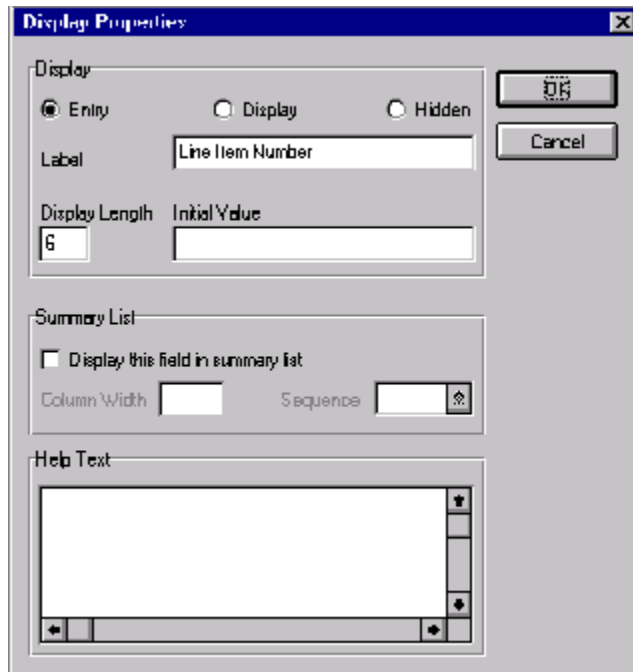 Display Properties
Display
Entry
Display
Hidden
OK
Cancel
Label
Line Item Number
Display Length
Initial Value
6
Summary List
Display this field in summary list
Column Width
Sequence
Help Text